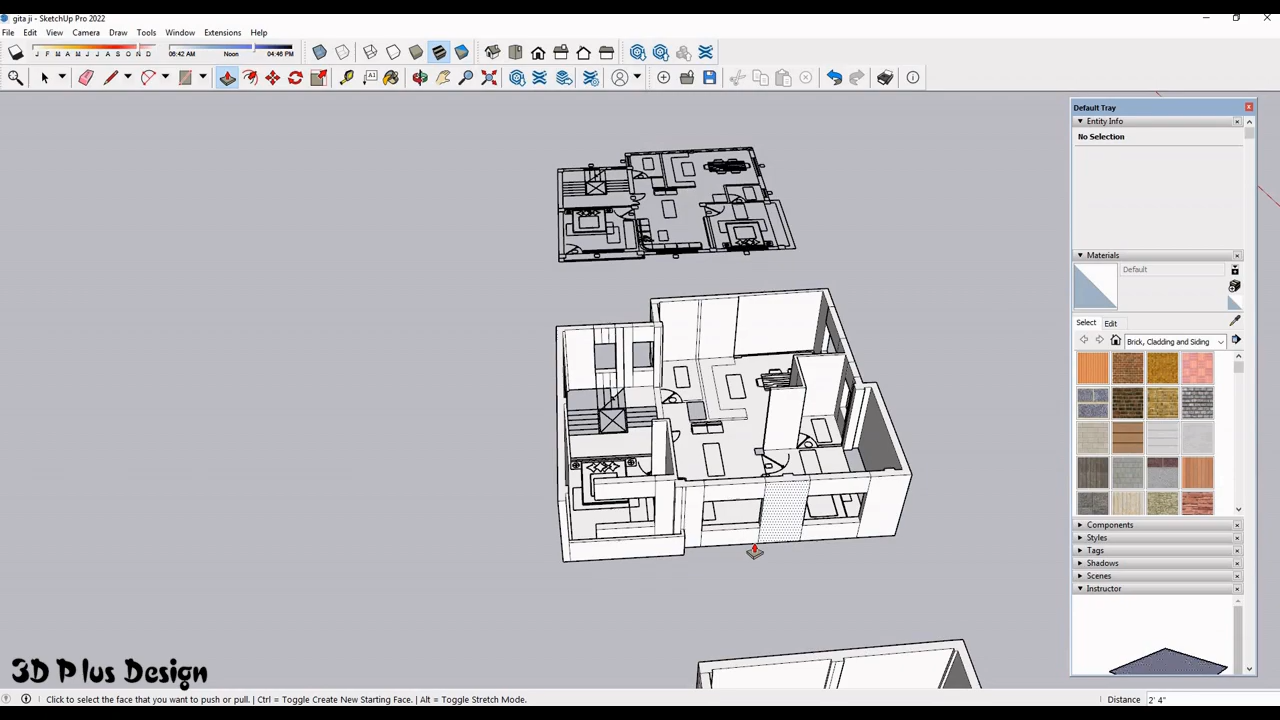 gita ji - SketchUp Pro 2022
File Edit View Camera Draw Tools Window Extensions Help
J F M A M J J A S O N D 06:42 AM Noon 04:46 PM
Default Tray
Entity Info
No Selection
Materials
Default
Select Edit
Brick, Cladding and Siding
Components
Styles
Tags
Shadows
Scenes
Instructor
3D Plus Design
Click to select the face that you want to push or pull. | Ctrl = Toggle Create New Starting Face. | Alt = Toggle Stretch Mode.
Distance 2' 4"